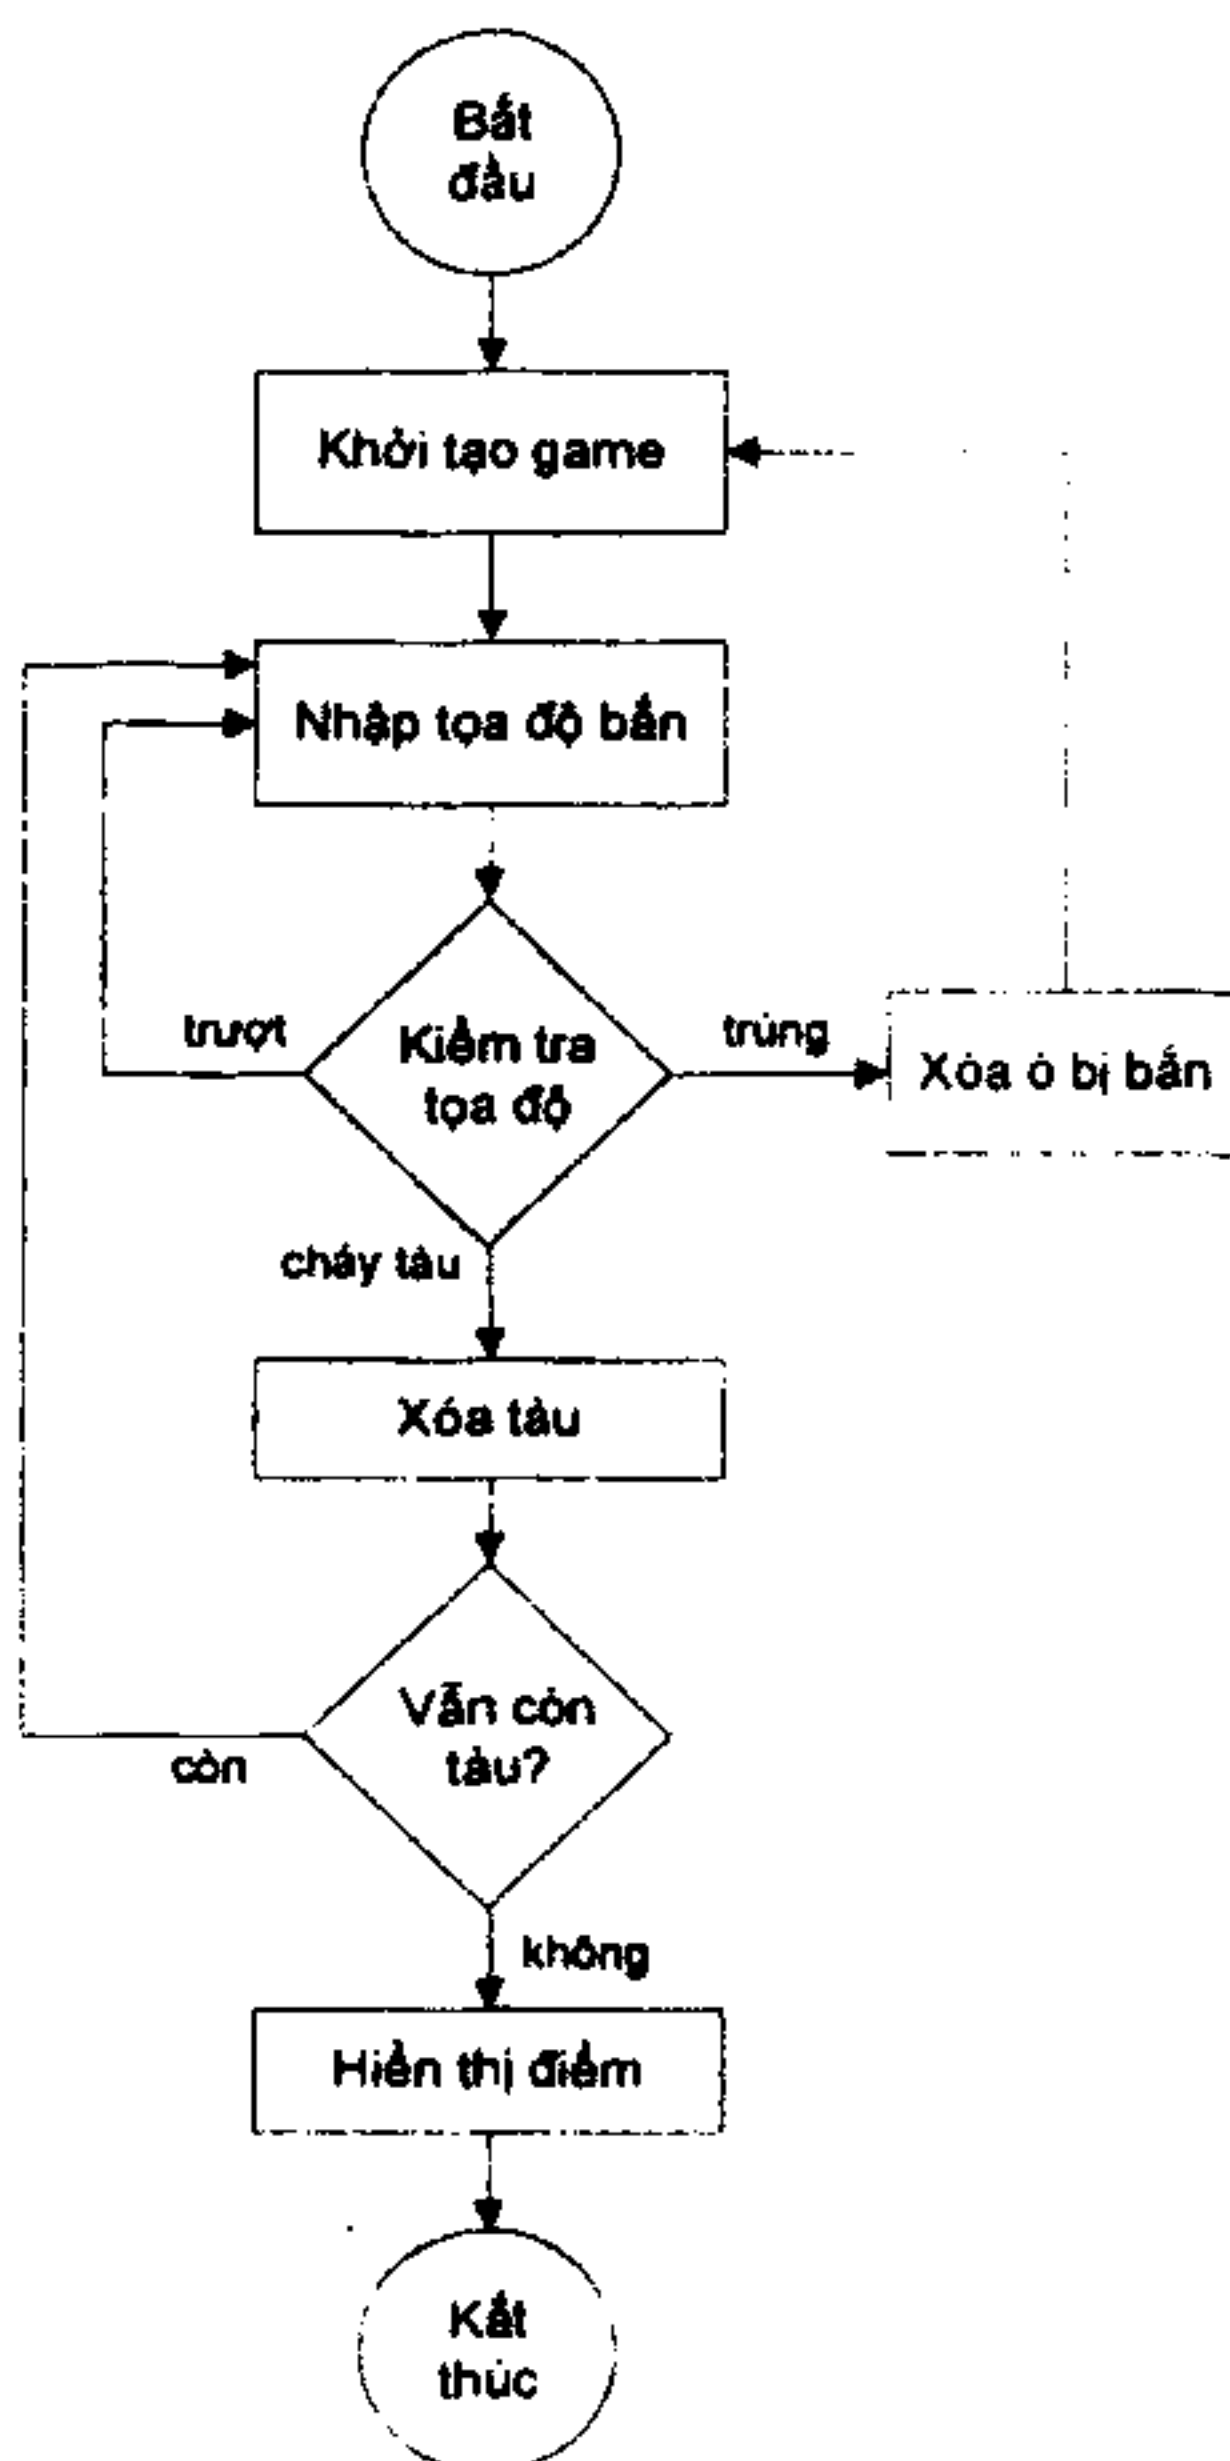 Bắt
đầu
Khởi tạo game
Nhập tọa độ bắn
trượt
Kiểm tra
tọa độ
trúng
Xóa ô bị bắn
cháy tàu
Xóa tàu
Vẫn còn
tàu?
còn
không
Hiển thị điểm
Kết
thúc